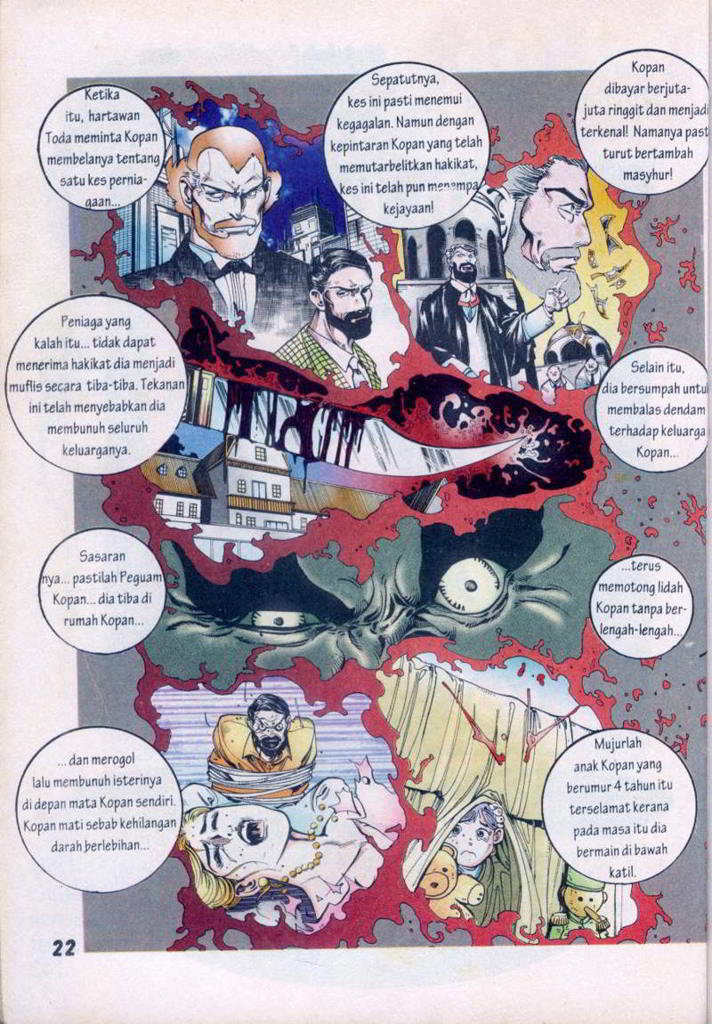 Ketika
itu, hartawan
Toda meminta Kopan
membelanya tentang
satu kes pernia-
gaan...
Sepatutnya,
kes ini pasti menemui
kegagalan. Namun dengan
kepintaran Kopan yang telah
memutarbelitkan hakikat,
kes ini telah pun menempa
kejayaan!
Kopan
dibayar berjuta-
juta ringgit dan menjadi
terkenal! Namanya past
turut bertambah
masyhur!
Peniaga yang
kalah itu... tidak dapat
menerima hakikat dia menjadi
muflis secara tiba-tiba. Tekanan
ini telah menyebabkan dia
membunuh seluruh
keluarganya.
Selain itu,
dia bersumpah untu
membalas dendam
terhadap keluarga
Kopan...
Sasaran
nya... pastilah Peguam
Kopan... dia tiba di
rumah Kopan...
...terus
memotong lidah
Kopan tanpa ber-
lengah-lengah...
...dan merogol
lalu membunuh isterinya
di depan mata Kopan sendiri.
Kopan mati sebab kehilangan
darah berlebihan...
Mujurlah
anak Kopan yang
berumur 4 tahun itu
terselamat kerana
pada masa itu dia
bermain di bawah
katil.
22